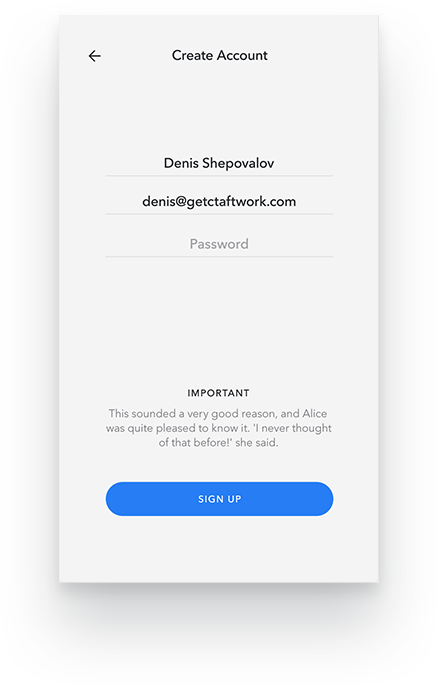 Create Account
Denis Shepovalov
denis@getctaftwork.com
Password
IMPORTANT
This sounded a very good reason, and Alice
was quite pleased to know it. 'I never thought
of that before!' she said.
SIGN UP